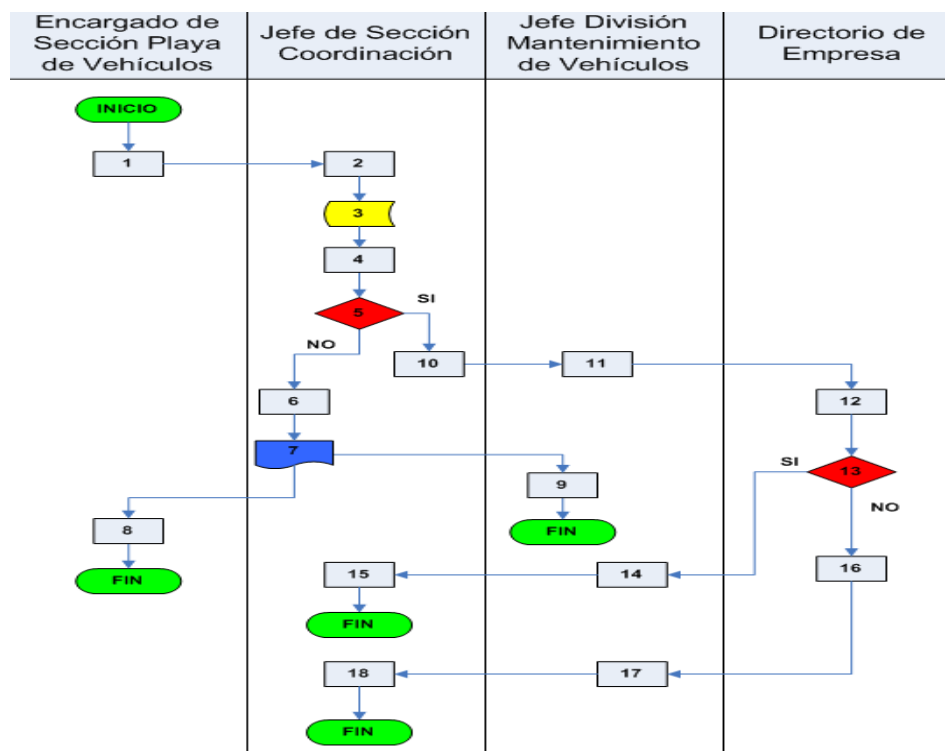 Encargado de
Sección Playa
de Vehículos
Jefe de Sección
Coordinación
Jefe División
Mantenimiento
de Vehículos
Directorio de
Empresa
INICIO
1
2
3
4
5
SI
NO
10
11
6
12
7
SI
13
9
NO
8
FIN
FIN
15
14
16
FIN
18
17
FIN